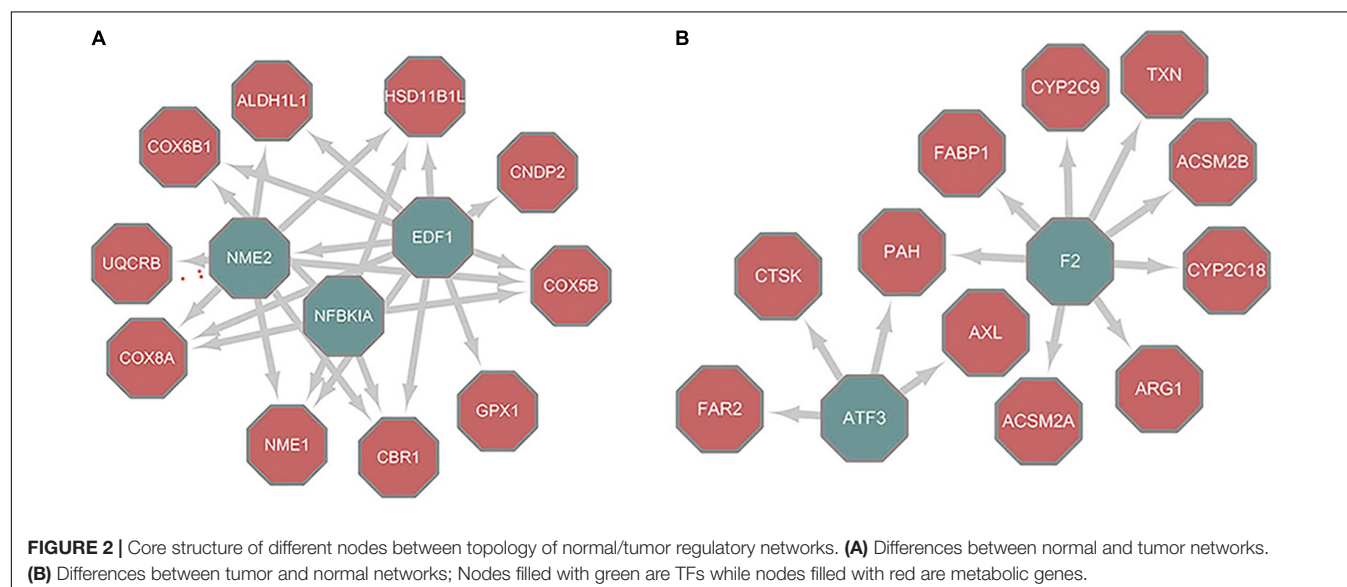 A
B
ALDH1L1
HSD11B1L
COX6B1
CNDP2
EDF1
NME2
UQCRB
COX5B
NFBKIA
COX8A
GPX1
NME1
CBR1
CYP2C9
TXN
FABP1
ACSM2B
PAH
F2
CYP2C18
CTSK
AXL
ARG1
FAR2
ATF3
ACSM2A
FIGURE 2 | Core structure of different nodes between topology of normal/tumor regulatory networks. (A) Differences between normal and tumor networks.
(B) Differences between tumor and normal networks; Nodes filled with green are TFs while nodes filled with red are metabolic genes.